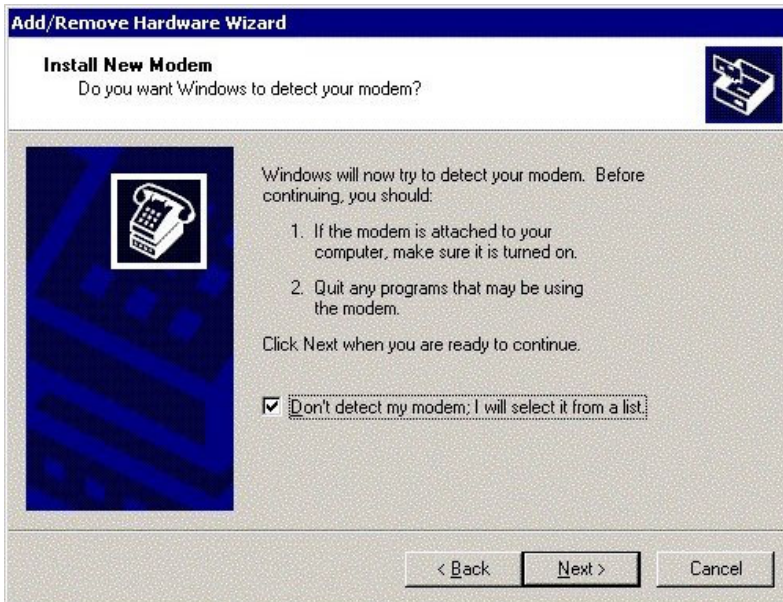 Add/Remove Hardware Wizard
Install New Modem
Do you want Windows to detect your modem?
Windows will now try to detect your modem. Before
continuing, you should:
1. If the modem is attached to your
computer, make sure it is turned on.
2. Quit any programs that may be using
the modem.
Click Next when you are ready to continue.
Don't detect my modem; I will select it from a list.
< Back
Next >
Cancel